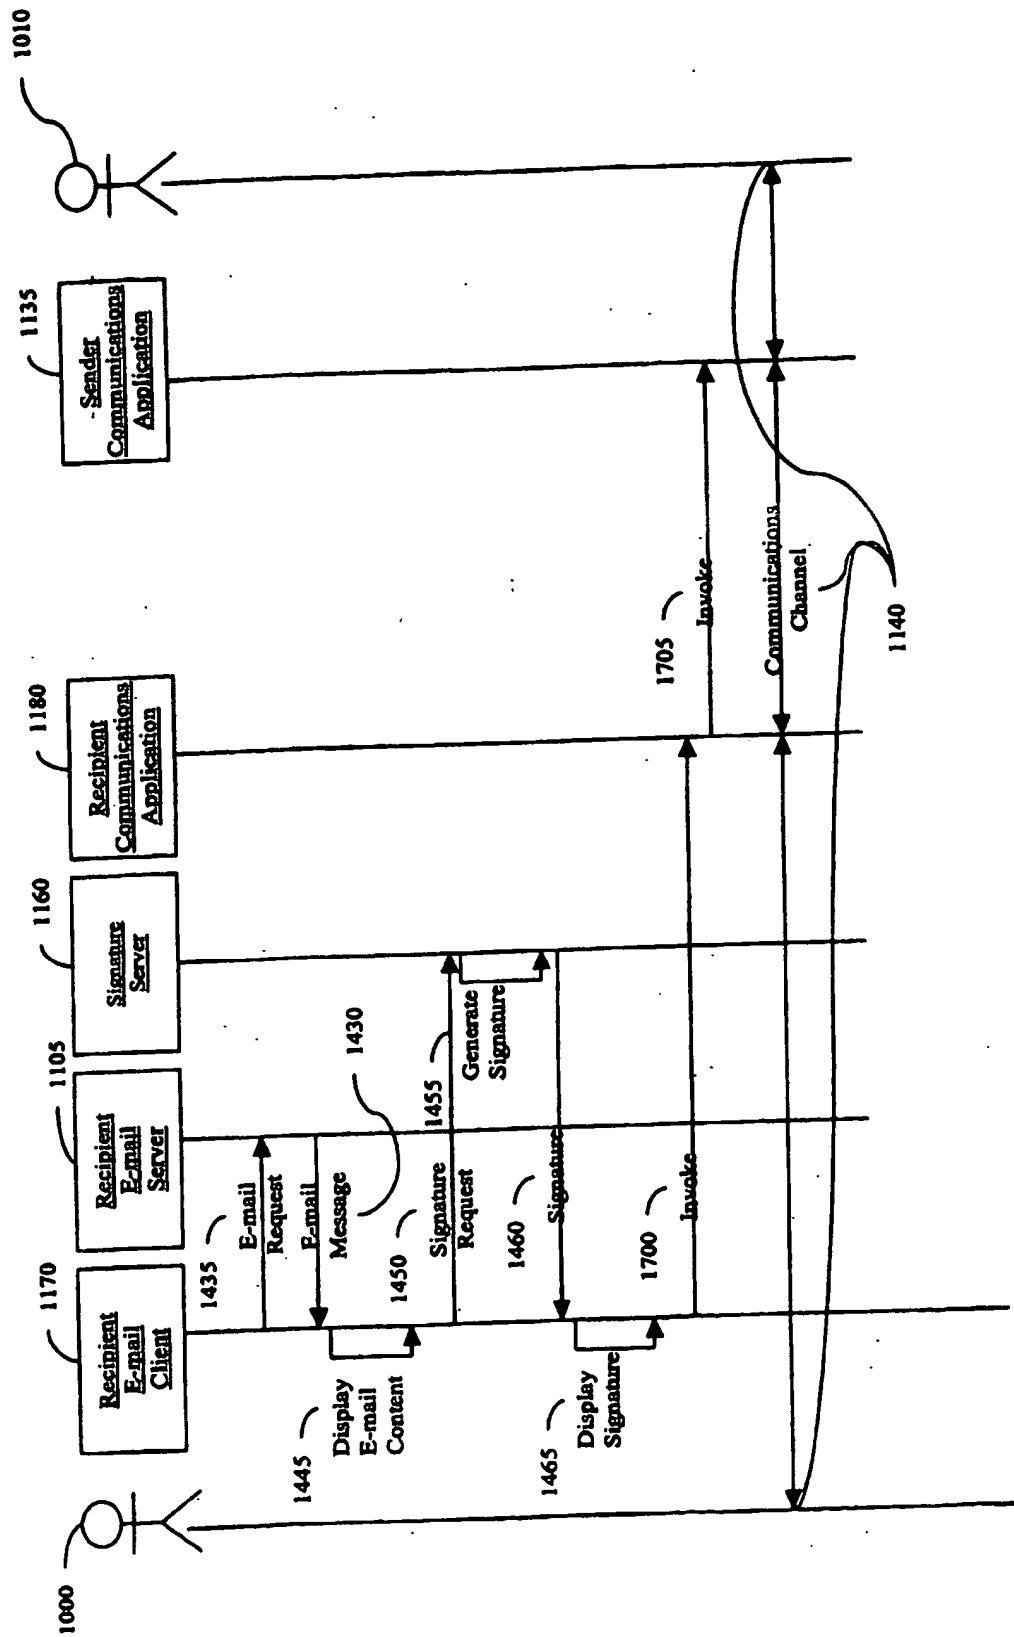 1000
1170
1105
1160
1180
1135
1010
Recipient
E-mail
Client
Recipient
E-mail
Server
Signature
Server
Recipient
Communications
Application
Sender
Communications
Application
1435
E-mail
Request
E-mail
Message
1430
1445
Display
E-mail
Content
1450
Signature
Request
1455
Generate
Signature
1460
Signature
1465
Display
Signature
1700
Invoke
1705
Invoke
Communications
Channel
1140